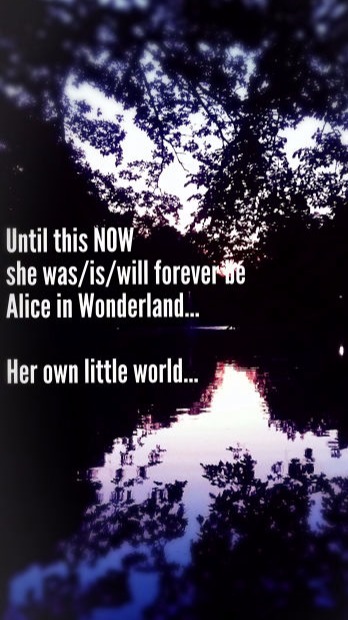 Until this NOW
she was/is/will forever be
Alice in Wonderland...
Her own little world...